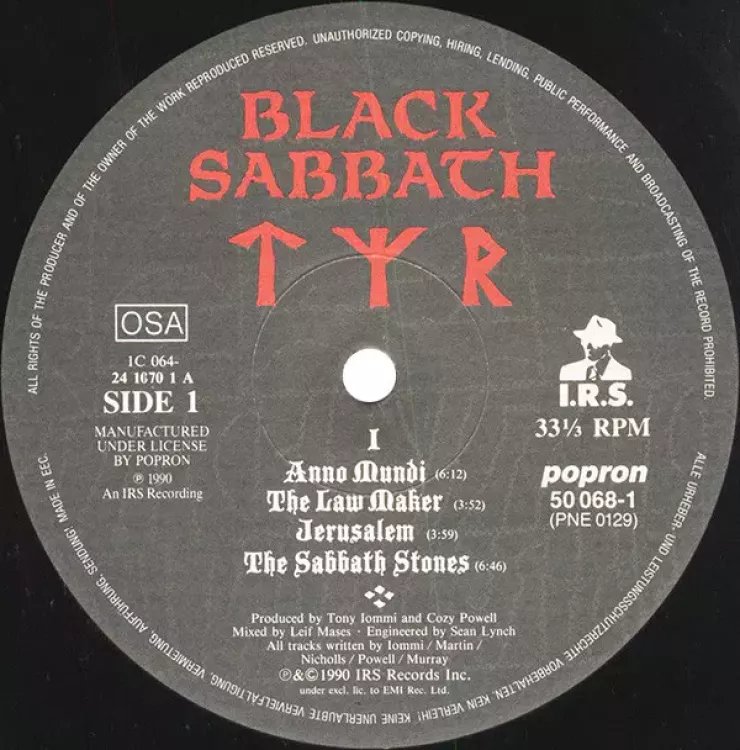 ALL RIGHTS OF THE PRODUCER AND OF THE OWNER OF THE WORK REPRODUCED RESERVED. UNAUTHORIZED COPYING, HIRING, LENDING, PUBLIC PERFORMANCE AND BROADCASTING OF THE RECORD PROHIBITED.
BLACK
SABBATH
ᛏᛉᚱ
OSA
1C 064-
24 1070 1 A
SIDE 1
MANUFACTURED
UNDER LICENSE
BY POPRON
℗ 1990
An IRS Recording
I.R.S.
33⅓ RPM
popron
50 068-1
(PNE 0129)
I
Anno Mundi (6:12)
The Law Maker (3:52)
Jerusalem (3:59)
The Sabbath Stones (6:46)
Produced by Tony Iommi and Cozy Powell
Mixed by Leif Mases · Engineered by Sean Lynch
All tracks written by Iommi / Martin /
Nicholls / Powell / Murray
℗&©1990 IRS Records Inc.
under excl. lic. to EMI Rec. Ltd.
ALLE URHEBER- UND LEISTUNGSSCHUTZRECHTE VORBEHALTEN. KEIN VERLEIH! KEINE UNERLAUBTE VERVIELFÄLTIGUNG, VERMIETUNG, AUFFÜHRUNG, SENDUNG! MADE IN EEC.